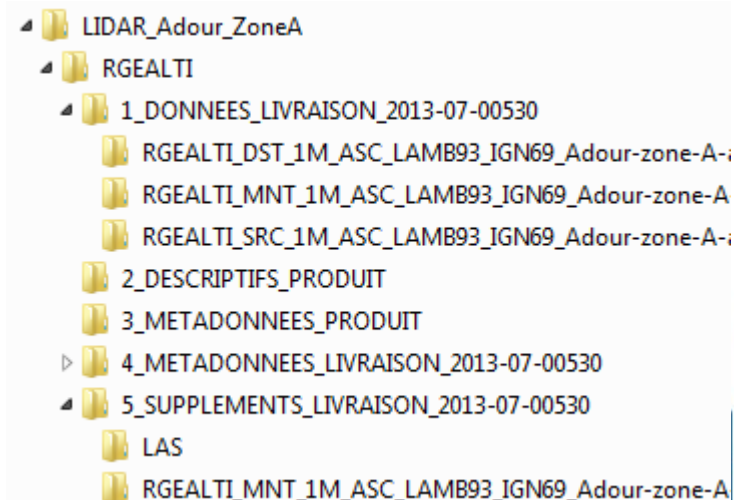 LIDAR_Adour_ZoneA
RGEALTI
1_DONNEES_LIVRAISON_2013-07-00530
RGEALTI_DST_1M_ASC_LAMB93_IGN69_Adour-zone-A-a
RGEALTI_MNT_1M_ASC_LAMB93_IGN69_Adour-zone-A-
RGEALTI_SRC_1M_ASC_LAMB93_IGN69_Adour-zone-A-a
2_DESCRIPTIFS_PRODUIT
3_METADONNEES_PRODUIT
4_METADONNEES_LIVRAISON_2013-07-00530
5_SUPPLEMENTS_LIVRAISON_2013-07-00530
LAS
RGEALTI_MNT_1M_ASC_LAMB93_IGN69_Adour-zone-A